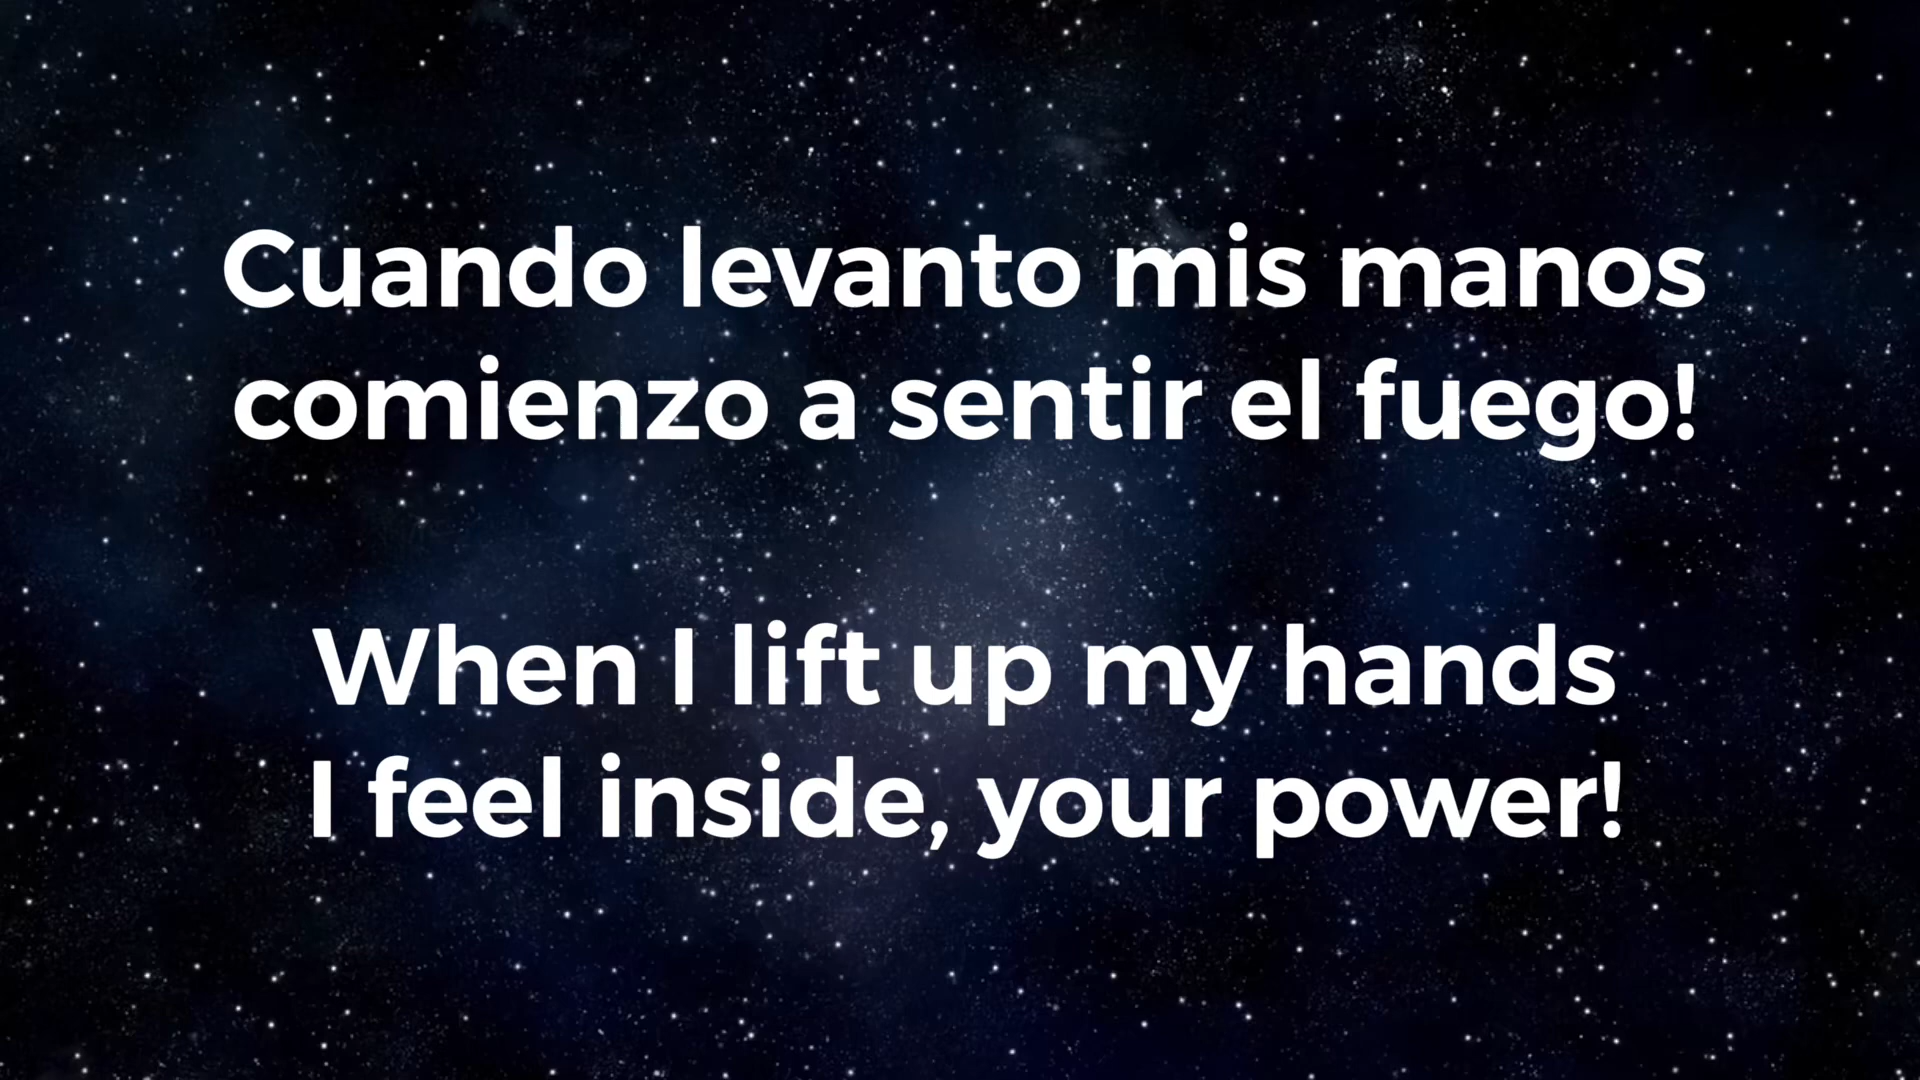 Cuando levanto mis manos
comienzo a sentir el fuego!
When I lift up my hands
I feel inside, your power!